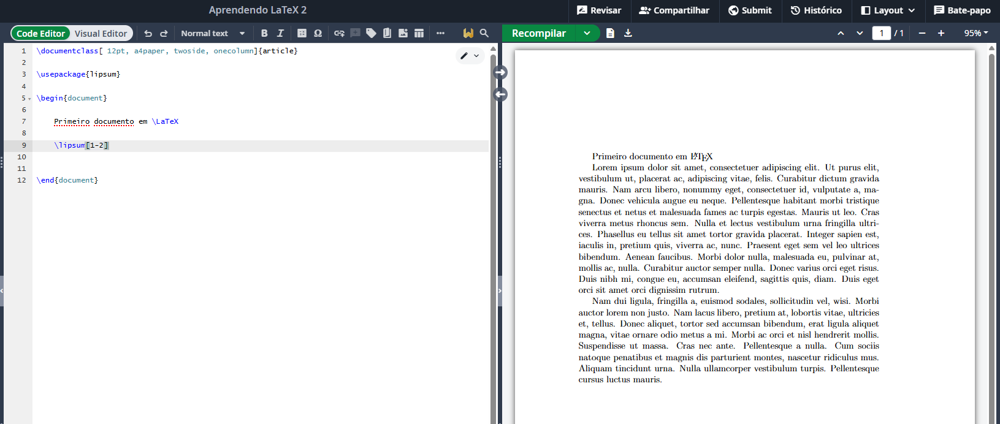 Aprendendo LaTeX 2
Revisar Compartilhar Submit Histórico Layout Bate-papo
Code Editor Visual Editor Normal text B I Ω
Recompilar 1 / 1 95%
1 \documentclass[ 12pt, a4paper, twoside, onecolumn]{article}
2
3 \usepackage{lipsum}
4
5 \begin{document}
6
7 Primeiro documento em \LaTeX
8
9 \lipsum[1-2]
10
11
12 \end{document}
Primeiro documento em LATEX
Lorem ipsum dolor sit amet, consectetuer adipiscing elit. Ut purus elit,
vestibulum ut, placerat ac, adipiscing vitae, felis. Curabitur dictum gravida
mauris. Nam arcu libero, nonummy eget, consectetuer id, vulputate a, ma-
gna. Donec vehicula augue eu neque. Pellentesque habitant morbi tristique
senectus et netus et malesuada fames ac turpis egestas. Mauris ut leo. Cras
viverra metus rhoncus sem. Nulla et lectus vestibulum urna fringilla ultri-
ces. Phasellus eu tellus sit amet tortor gravida placerat. Integer sapien est,
iaculis in, pretium quis, viverra ac, nunc. Praesent eget sem vel leo ultrices
bibendum. Aenean faucibus. Morbi dolor nulla, malesuada eu, pulvinar at,
mollis ac, nulla. Curabitur auctor semper nulla. Donec varius orci eget risus.
Duis nibh mi, congue eu, accumsan eleifend, sagittis quis, diam. Duis eget
orci sit amet orci dignissim rutrum.
Nam dui ligula, fringilla a, euismod sodales, sollicitudin vel, wisi. Morbi
auctor lorem non justo. Nam lacus libero, pretium at, lobortis vitae, ultricies
et, tellus. Donec aliquet, tortor sed accumsan bibendum, erat ligula aliquet
magna, vitae ornare odio metus a mi. Morbi ac orci et nisl hendrerit mollis.
Suspendisse ut massa. Cras nec ante. Pellentesque a nulla. Cum sociis
natoque penatibus et magnis dis parturient montes, nascetur ridiculus mus.
Aliquam tincidunt urna. Nulla ullamcorper vestibulum turpis. Pellentesque
cursus luctus mauris.